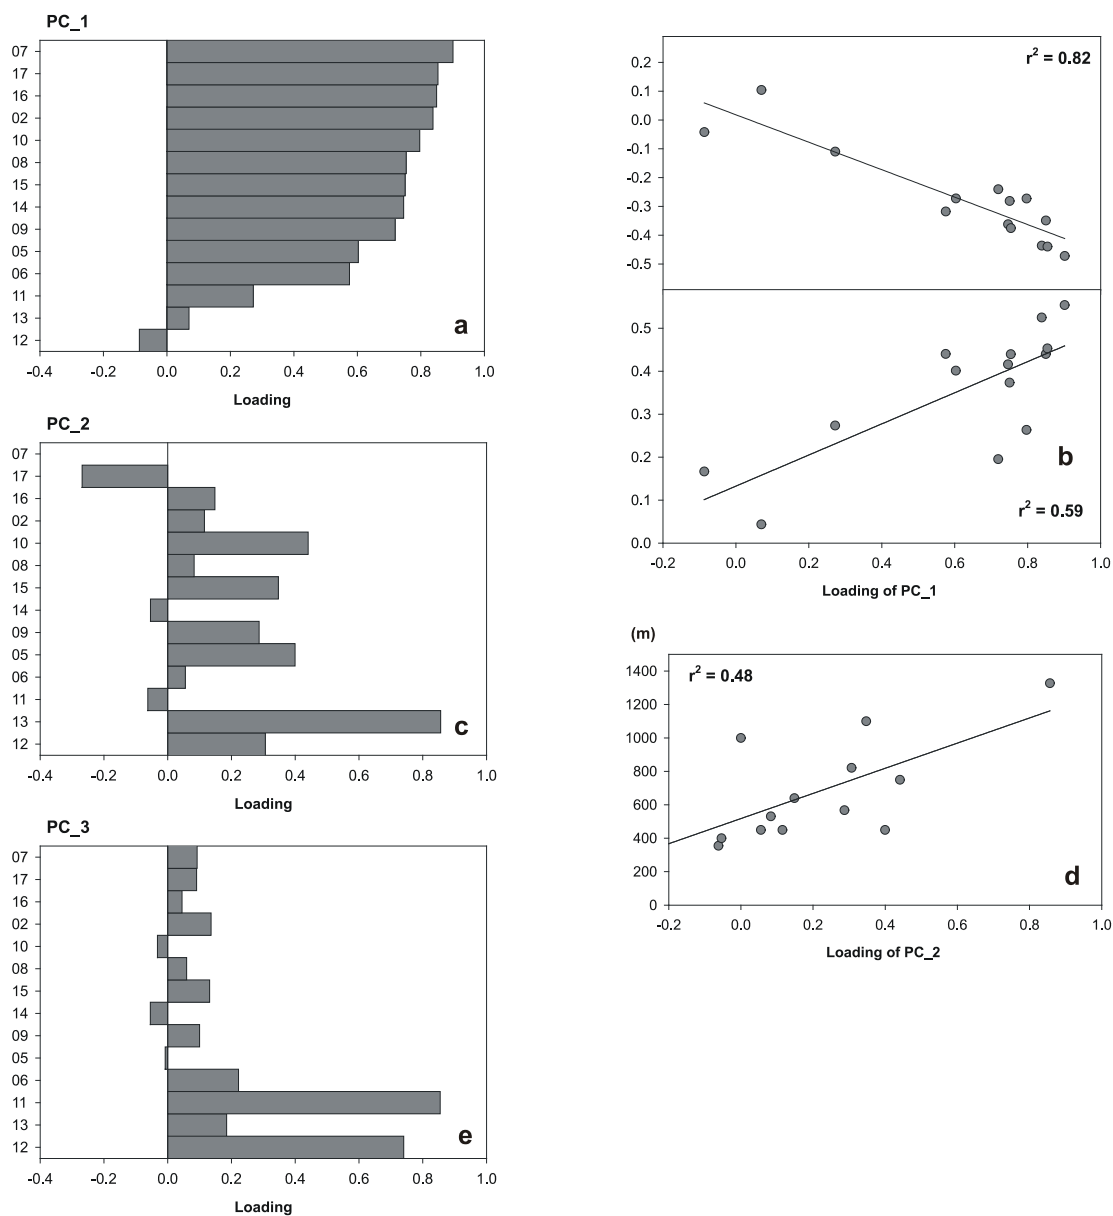 PC_1
07
17
16
02
10
08
15
14
09
05
06
11
13
12
a
-0.4 -0.2 0.0 0.2 0.4 0.6 0.8 1.0
Loading
PC_2
07
17
16
02
10
08
15
14
09
05
06
11
13
12
c
-0.4 -0.2 0.0 0.2 0.4 0.6 0.8 1.0
Loading
PC_3
07
17
16
02
10
08
15
14
09
05
06
11
13
12
e
-0.4 -0.2 0.0 0.2 0.4 0.6 0.8 1.0
Loading
r² = 0.82
0.2
0.1
0.0
-0.1
-0.2
-0.3
-0.4
-0.5
0.5
0.4
0.3
0.2
0.1
0.0
b
r² = 0.59
-0.2 0.0 0.2 0.4 0.6 0.8 1.0
Loading of PC_1
(m)
r² = 0.48
1400
1200
1000
800
600
400
200
0
d
-0.2 0.0 0.2 0.4 0.6 0.8 1.0
Loading of PC_2